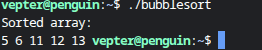 vepter@penguin:~$ ./bubblesort
Sorted array:
5 6 11 12 13 vepter@penguin:~$